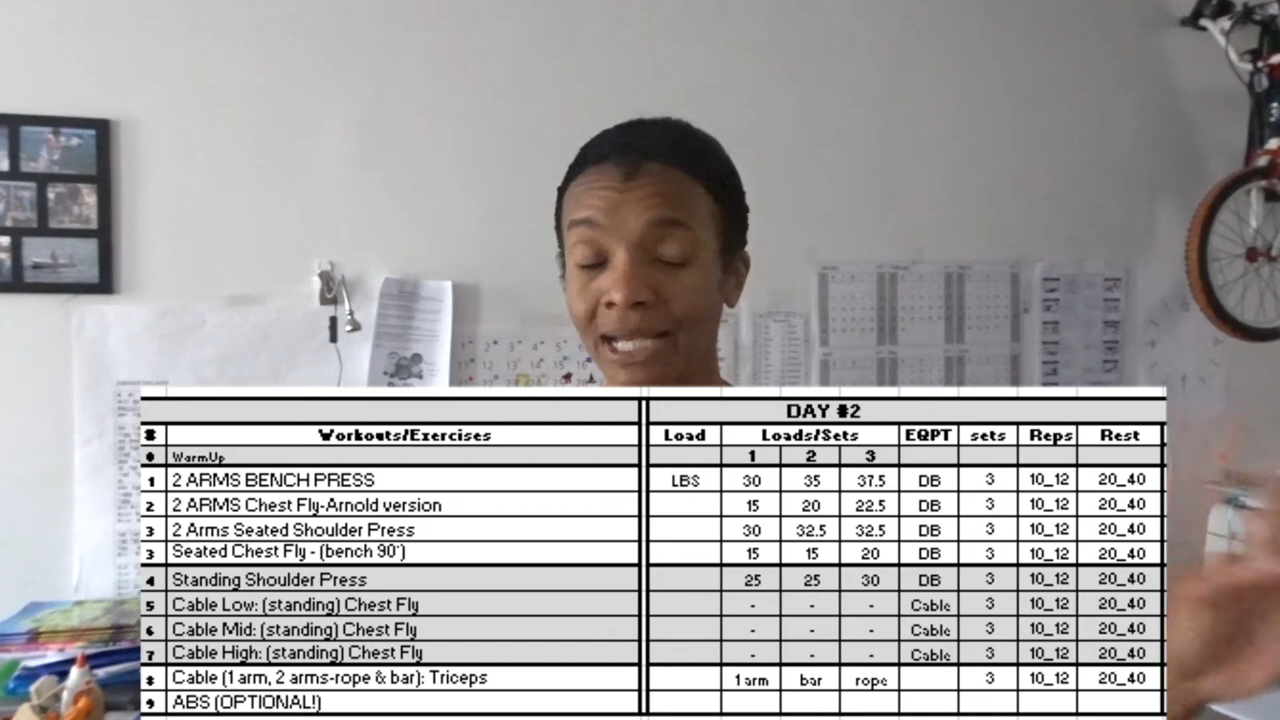 DAY #2
# Workouts/Exercises Load Loads/Sets EQPT sets Reps Rest
0 WarmUp 1 2 3
1 2 ARMS BENCH PRESS LBS 30 35 37.5 DB 3 10_12 20_40
2 2 ARMS Chest Fly-Arnold version 15 20 22.5 DB 3 10_12 20_40
3 2 Arms Seated Shoulder Press 30 32.5 32.5 DB 3 10_12 20_40
3 Seated Chest Fly - (bench 90°) 15 15 20 DB 3 10_12 20_40
4 Standing Shoulder Press 25 25 30 DB 3 10_12 20_40
5 Cable Low: (standing) Chest Fly - - - Cable 3 10_12 20_40
6 Cable Mid: (standing) Chest Fly - - - Cable 3 10_12 20_40
7 Cable High: (standing) Chest Fly - - - Cable 3 10_12 20_40
8 Cable (1 arm, 2 arms-rope & bar): Triceps 1 arm bar rope 3 10_12 20_40
9 ABS (OPTIONAL!)